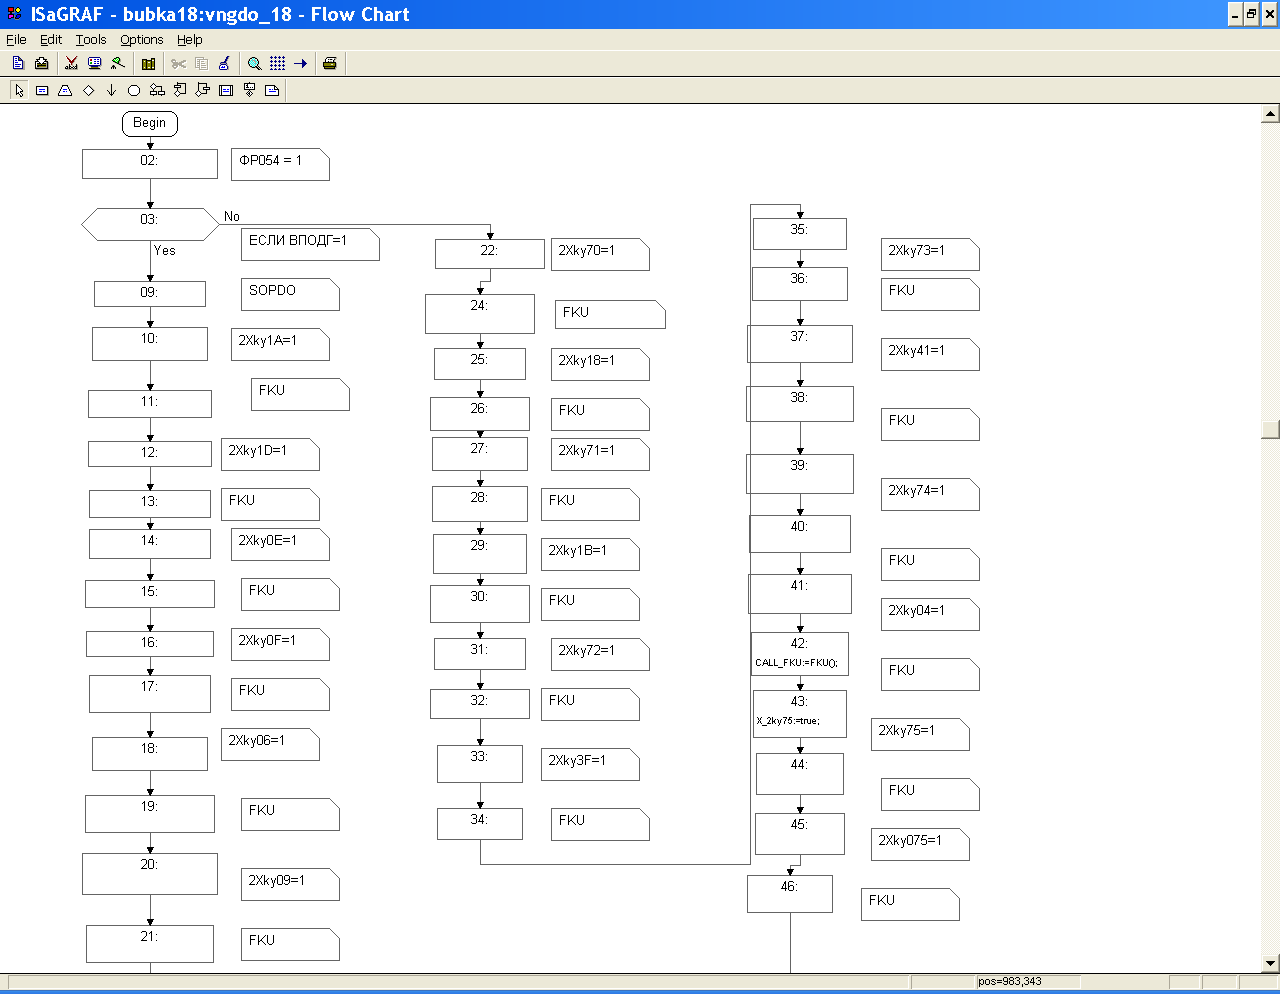 ISaGRAF - bubka18:vngdo_18 - Flow Chart
File Edit Tools Options Help
Begin
02:
ФР054 = 1
03:
No
Yes
ЕСЛИ ВПОДГ=1
09:
SOPDO
10:
2Xky1A=1
11:
FKU
12:
2Xky1D=1
13:
FKU
14:
2Xky0E=1
15:
FKU
16:
2Xky0F=1
17:
FKU
18:
2Xky06=1
19:
FKU
20:
2Xky09=1
21:
FKU
22:
2Xky70=1
24:
FKU
25:
2Xky18=1
26:
FKU
27:
2Xky71=1
28:
FKU
29:
2Xky1B=1
30:
FKU
31:
2Xky72=1
32:
FKU
33:
2Xky3F=1
34:
FKU
35:
2Xky73=1
36:
FKU
37:
2Xky41=1
38:
FKU
39:
2Xky74=1
40:
FKU
41:
2Xky04=1
42:
CALL_FKU:=FKU();
FKU
43:
X_2ky75:=true;
2Xky75=1
44:
FKU
45:
2Xky075=1
46:
FKU
pos=983,343